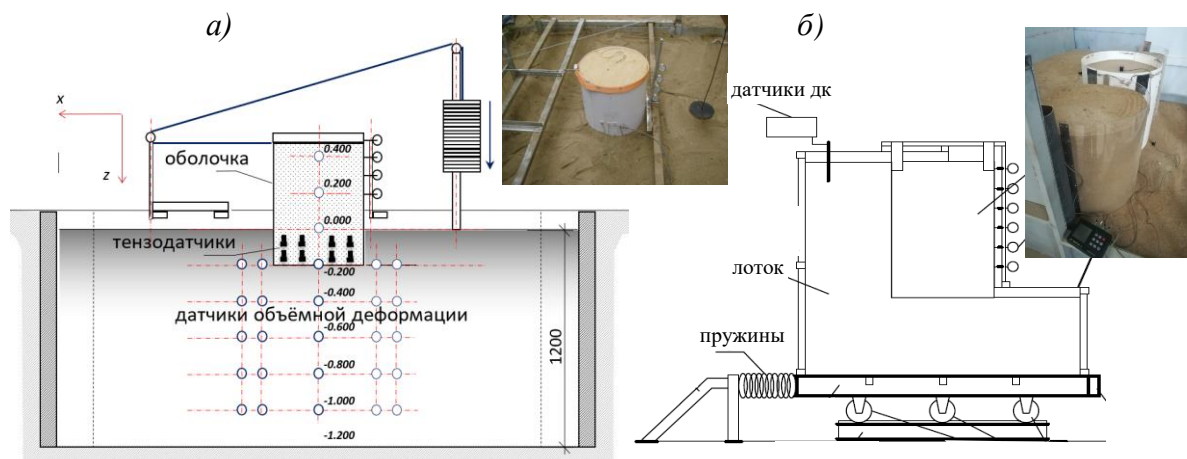 а)
x
z
оболочка
0.400
0.200
0.000
тензодатчики
-0.200
-0.400
датчики объёмной деформации
-0.600
-0.800
-1.000
-1.200
1200
б)
датчики дк
лоток
пружины